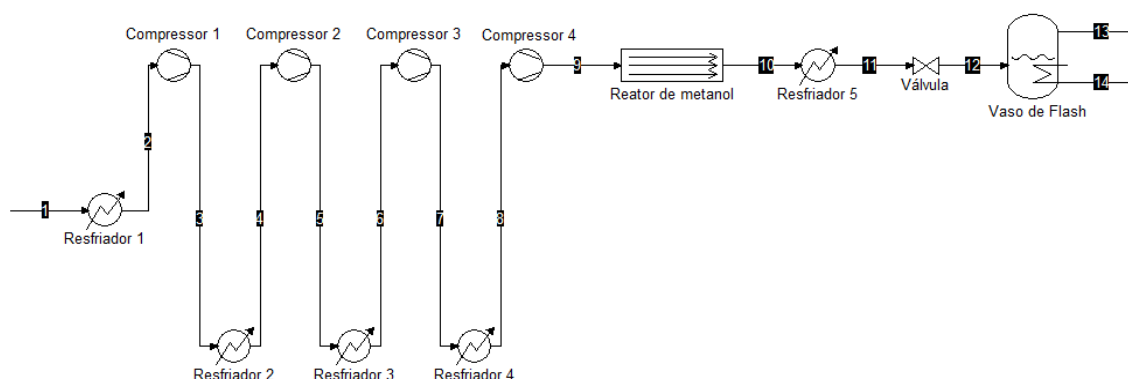 Compressor 1
Compressor 2
Compressor 3
Compressor 4
13
9
10
11
12
Reator de metanol
Resfriador 5
Válvula
14
Vaso de Flash
2
1
Resfriador 1
3
4
5
6
7
8
Resfriador 2
Resfriador 3
Resfriador 4